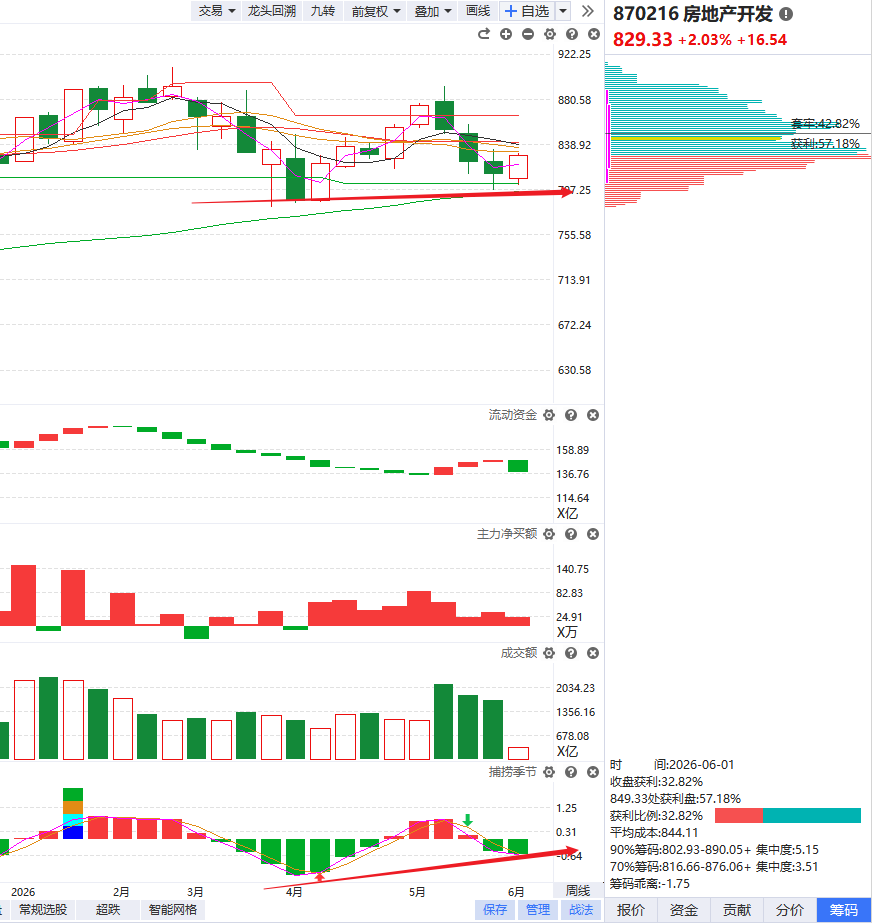 交易 龙头回溯 九转 前复权 叠加 画线 + 自选
870216 房地产开发
829.33 +2.03% +16.54
922.25
880.58
838.92
797.25
755.58
713.91
672.24
630.58
套牢:42.82%
获利:57.18%
流动资金
158.89
136.76
114.64
X亿
主力净买额
140.75
82.83
24.91
X万
成交额
2034.23
1356.16
678.08
X亿
捕捞季节
1.25
0.31
-0.64
2026 2月 3月 4月 5月 6月 周线
常规选股 超跌 智能网格 保存 管理 战法
时 间:2026-06-01
收盘获利:32.82%
849.33处获利盘:57.18%
获利比例:32.82%
平均成本:844.11
90%筹码:802.93-890.05+ 集中度:5.15
70%筹码:816.66-876.06+ 集中度:3.51
筹码乖离:-1.75
报价 资金 贡献 分价 筹码